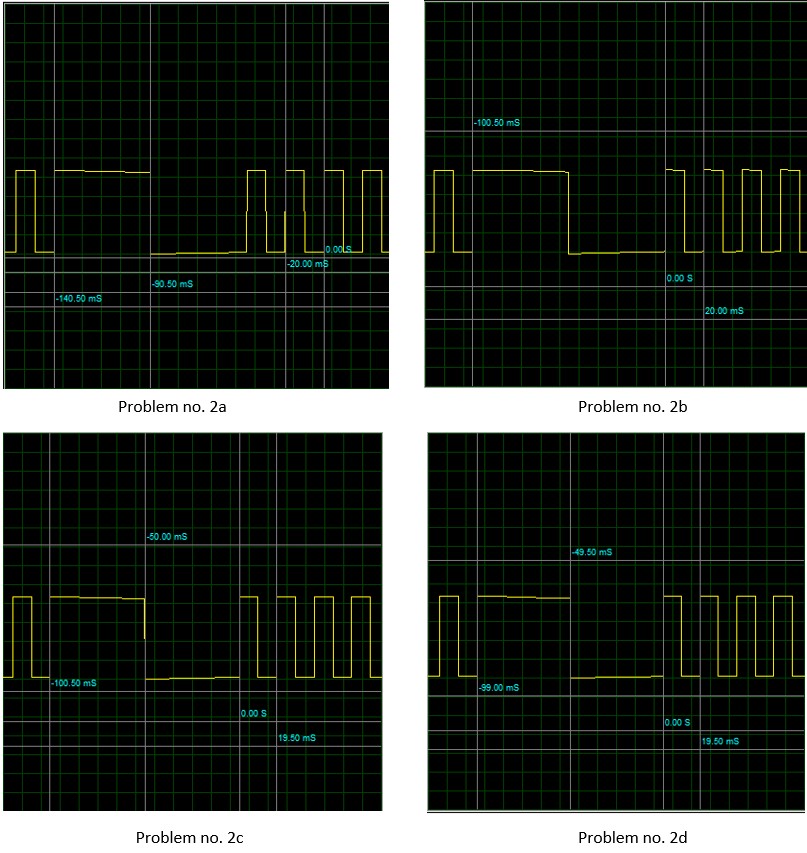 0.00 S
-20.00 mS
-90.50 mS
-140.50 mS
Problem no. 2a
-100.50 mS
0.00 S
20.00 mS
Problem no. 2b
-50.00 mS
-100.50 mS
0.00 S
19.50 mS
Problem no. 2c
-49.50 mS
-99.00 mS
0.00 S
19.50 mS
Problem no. 2d